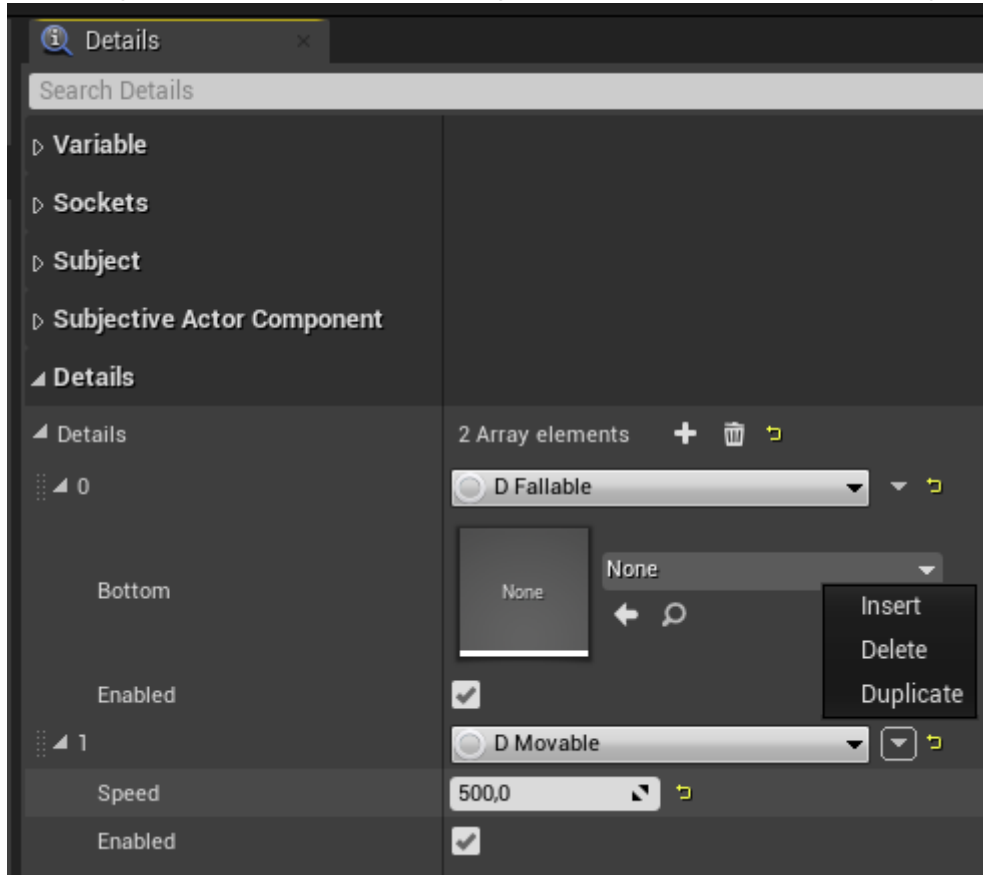 Details
Search Details
Variable
Sockets
Subject
Subjective Actor Component
Details
Details 2 Array elements
0 D Fallable
Bottom None None
Insert
Delete
Duplicate
Enabled
1 D Movable
Speed 500,0
Enabled